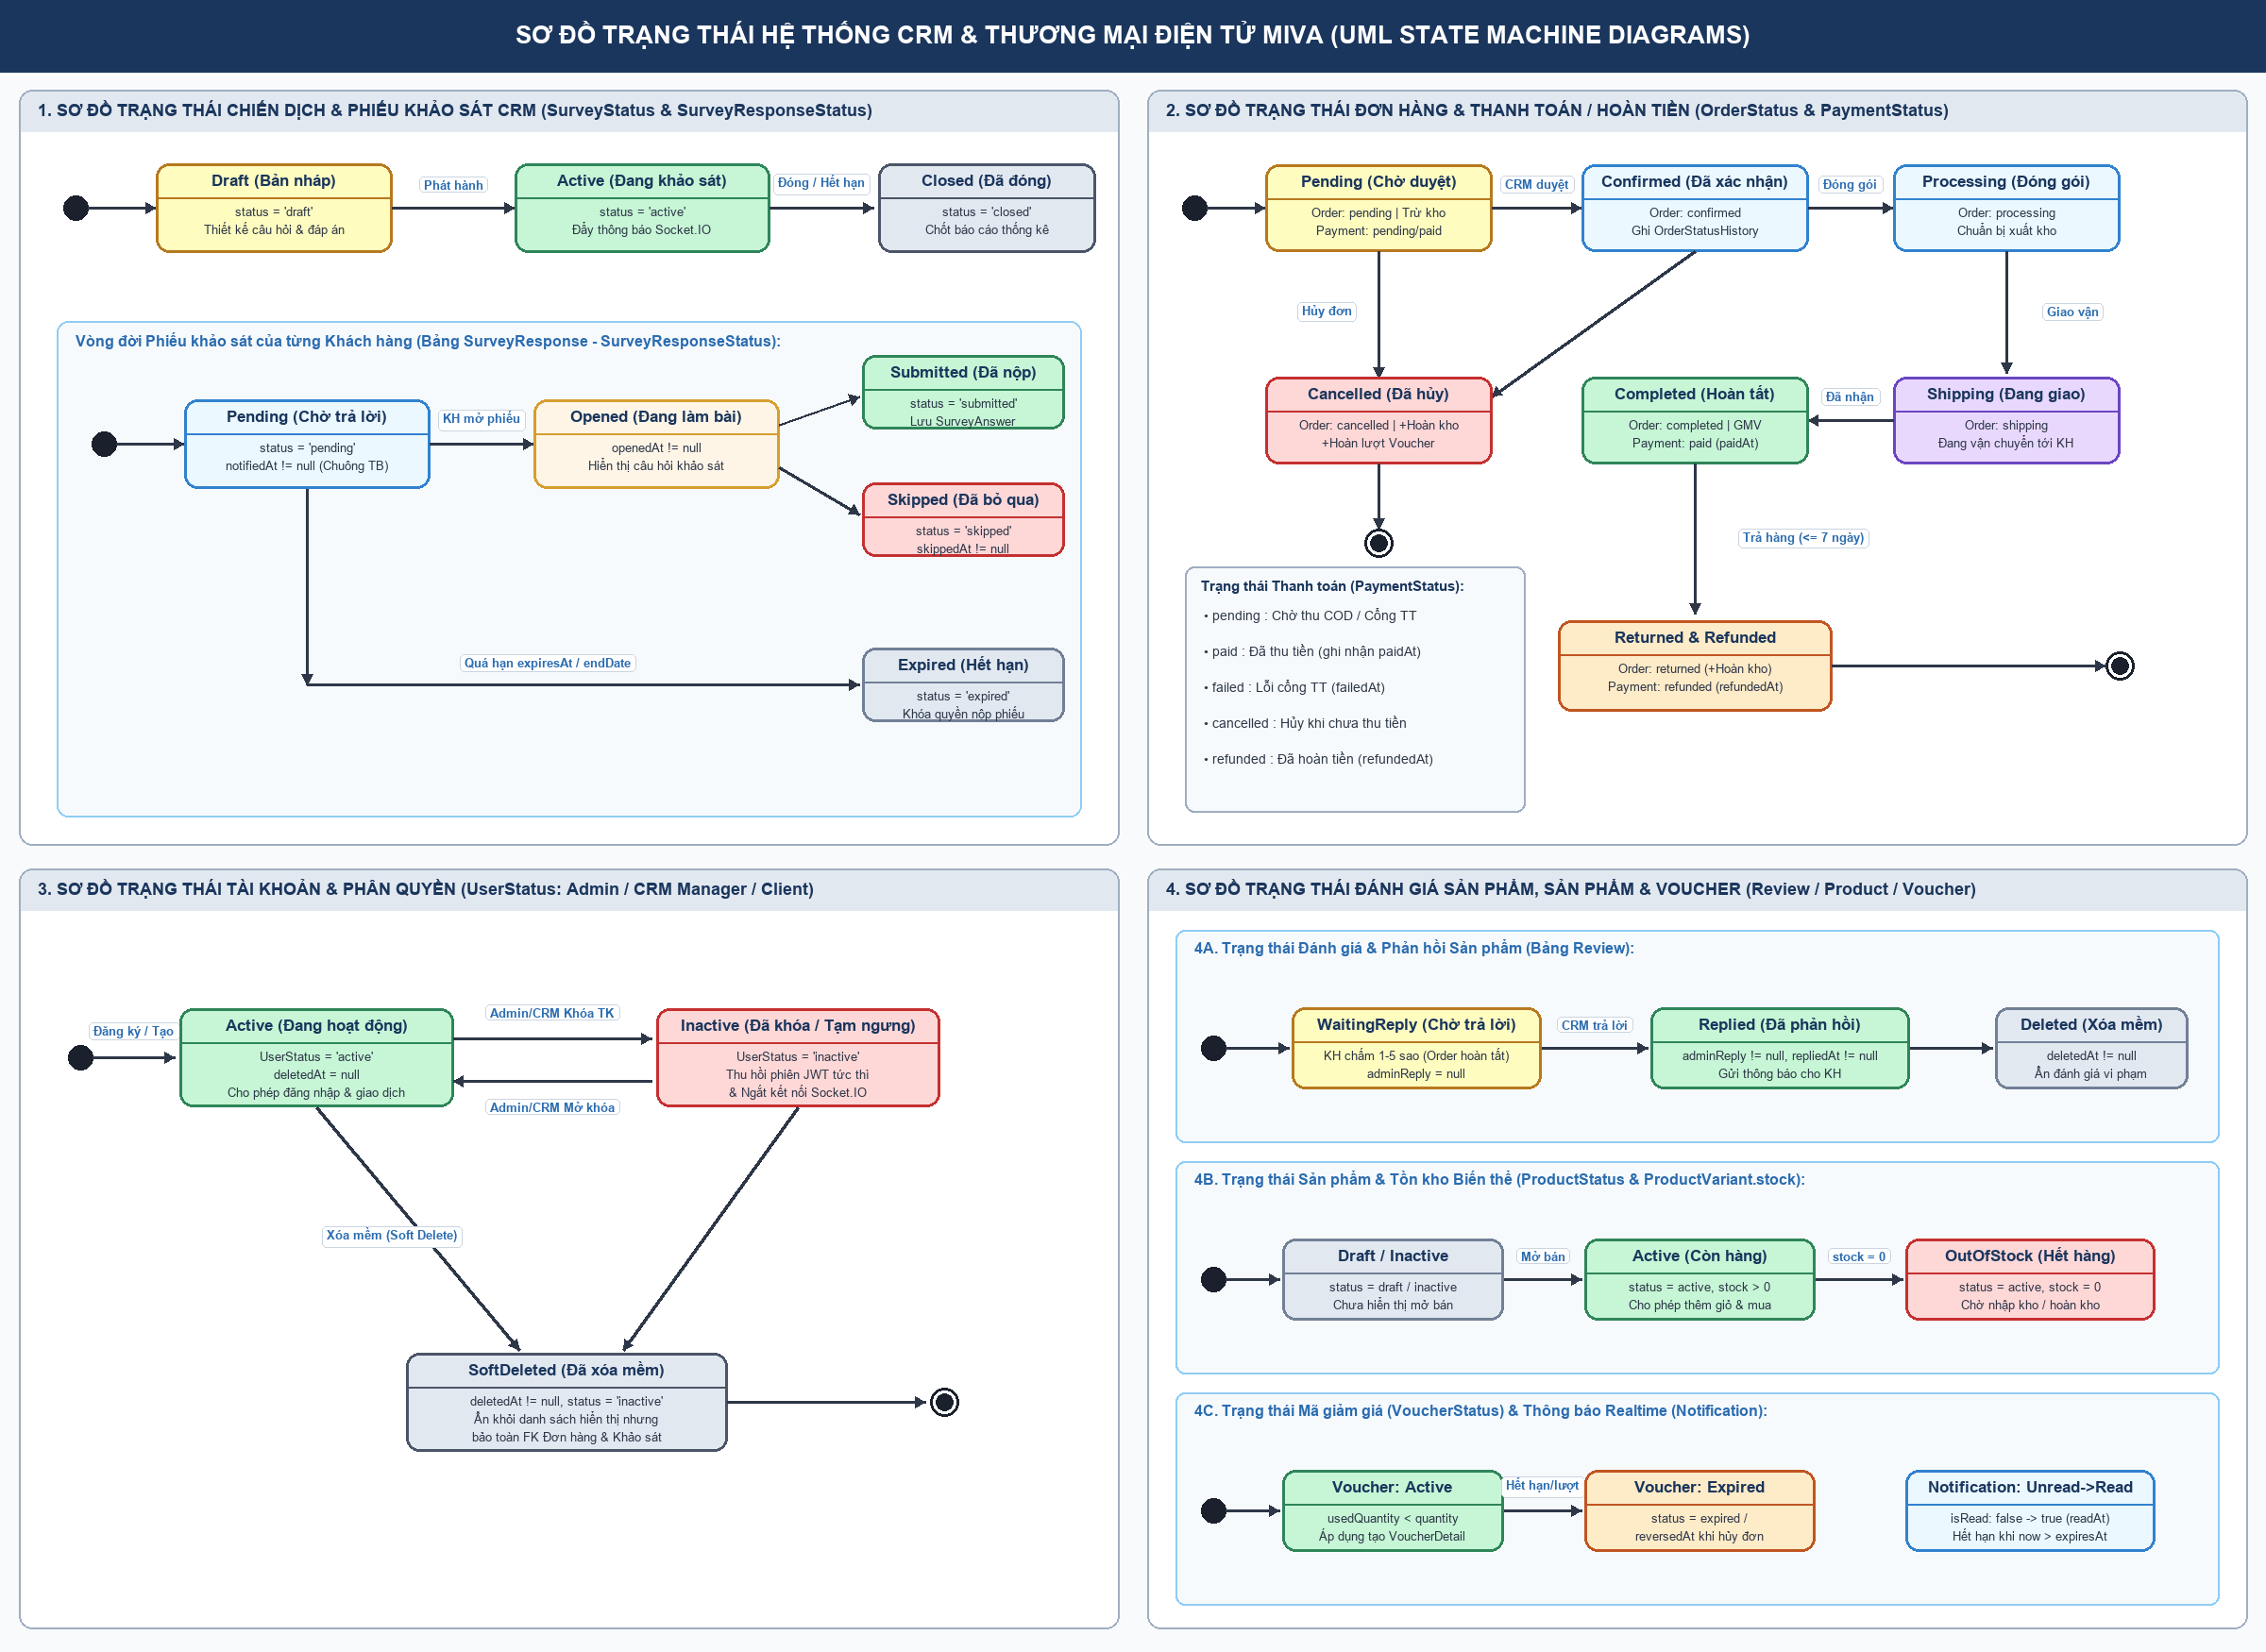 SƠ ĐỒ TRẠNG THÁI HỆ THỐNG CRM & THƯƠNG MẠI ĐIỆN TỬ MIVA (UML STATE MACHINE DIAGRAMS)
1. SƠ ĐỒ TRẠNG THÁI CHIẾN DỊCH & PHIẾU KHẢO SÁT CRM (SurveyStatus & SurveyResponseStatus)
Draft (Bản nháp)
status = 'draft'
Thiết kế câu hỏi & đáp án
Phát hành
Active (Đang khảo sát)
status = 'active'
Đẩy thông báo Socket.IO
Đóng / Hết hạn
Closed (Đã đóng)
status = 'closed'
Chốt báo cáo thống kê
Vòng đời Phiếu khảo sát của từng Khách hàng (Bảng SurveyResponse - SurveyResponseStatus):
Pending (Chờ trả lời)
status = 'pending'
notifiedAt != null (Chuông TB)
KH mở phiếu
Opened (Đang làm bài)
openedAt != null
Hiển thị câu hỏi khảo sát
Submitted (Đã nộp)
status = 'submitted'
Lưu SurveyAnswer
Skipped (Đã bỏ qua)
status = 'skipped'
skippedAt != null
Quá hạn expiresAt / endDate
Expired (Hết hạn)
status = 'expired'
Khóa quyền nộp phiếu
2. SƠ ĐỒ TRẠNG THÁI ĐƠN HÀNG & THANH TOÁN / HOÀN TIỀN (OrderStatus & PaymentStatus)
Pending (Chờ duyệt)
Order: pending | Trừ kho
Payment: pending/paid
CRM duyệt
Confirmed (Đã xác nhận)
Order: confirmed
Ghi OrderStatusHistory
Đóng gói
Processing (Đóng gói)
Order: processing
Chuẩn bị xuất kho
Hủy đơn
Giao vận
Cancelled (Đã hủy)
Order: cancelled | +Hoàn kho
+Hoàn lượt Voucher
Completed (Hoàn tất)
Order: completed | GMV
Payment: paid (paidAt)
Đã nhận
Shipping (Đang giao)
Order: shipping
Đang vận chuyển tới KH
Trả hàng (<= 7 ngày)
Trạng thái Thanh toán (PaymentStatus):
• pending : Chờ thu COD / Cổng TT
• paid : Đã thu tiền (ghi nhận paidAt)
• failed : Lỗi cổng TT (failedAt)
• cancelled : Hủy khi chưa thu tiền
• refunded : Đã hoàn tiền (refundedAt)
Returned & Refunded
Order: returned (+Hoàn kho)
Payment: refunded (refundedAt)
3. SƠ ĐỒ TRẠNG THÁI TÀI KHOẢN & PHÂN QUYỀN (UserStatus: Admin / CRM Manager / Client)
Đăng ký / Tạo
Active (Đang hoạt động)
UserStatus = 'active'
deletedAt = null
Cho phép đăng nhập & giao dịch
Admin/CRM Khóa TK
Admin/CRM Mở khóa
Inactive (Đã khóa / Tạm ngưng)
UserStatus = 'inactive'
Thu hồi phiên JWT tức thì
& Ngắt kết nối Socket.IO
Xóa mềm (Soft Delete)
SoftDeleted (Đã xóa mềm)
deletedAt != null, status = 'inactive'
Ẩn khỏi danh sách hiển thị nhưng
bảo toàn FK Đơn hàng & Khảo sát
4. SƠ ĐỒ TRẠNG THÁI ĐÁNH GIÁ SẢN PHẨM, SẢN PHẨM & VOUCHER (Review / Product / Voucher)
4A. Trạng thái Đánh giá & Phản hồi Sản phẩm (Bảng Review):
WaitingReply (Chờ trả lời)
KH chấm 1-5 sao (Order hoàn tất)
adminReply = null
CRM trả lời
Replied (Đã phản hồi)
adminReply != null, repliedAt != null
Gửi thông báo cho KH
Deleted (Xóa mềm)
deletedAt != null
Ẩn đánh giá vi phạm
4B. Trạng thái Sản phẩm & Tồn kho Biến thể (ProductStatus & ProductVariant.stock):
Draft / Inactive
status = draft / inactive
Chưa hiển thị mở bán
Mở bán
Active (Còn hàng)
status = active, stock > 0
Cho phép thêm giỏ & mua
stock = 0
OutOfStock (Hết hàng)
status = active, stock = 0
Chờ nhập kho / hoàn kho
4C. Trạng thái Mã giảm giá (VoucherStatus) & Thông báo Realtime (Notification):
Voucher: Active
usedQuantity < quantity
Áp dụng tạo VoucherDetail
Hết hạn/lượt
Voucher: Expired
status = expired /
reversedAt khi hủy đơn
Notification: Unread->Read
isRead: false -> true (readAt)
Hết hạn khi now > expiresAt